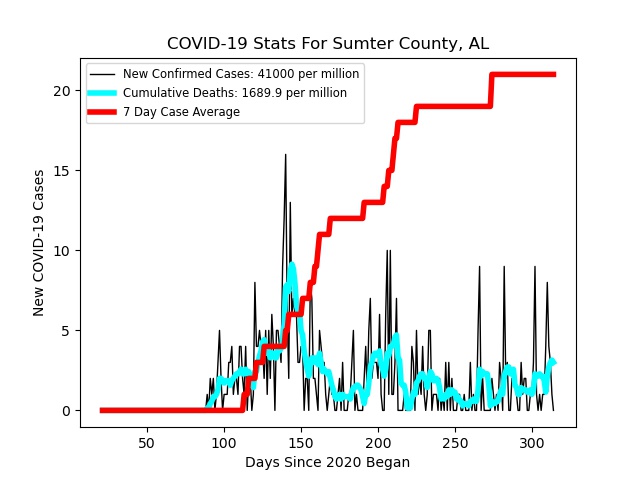 COVID-19 Stats For Sumter County, AL
New Confirmed Cases: 41000 per million
Cumulative Deaths: 1689.9 per million
7 Day Case Average
New COVID-19 Cases
20
15
10
5
0
50 100 150 200 250 300
Days Since 2020 Began